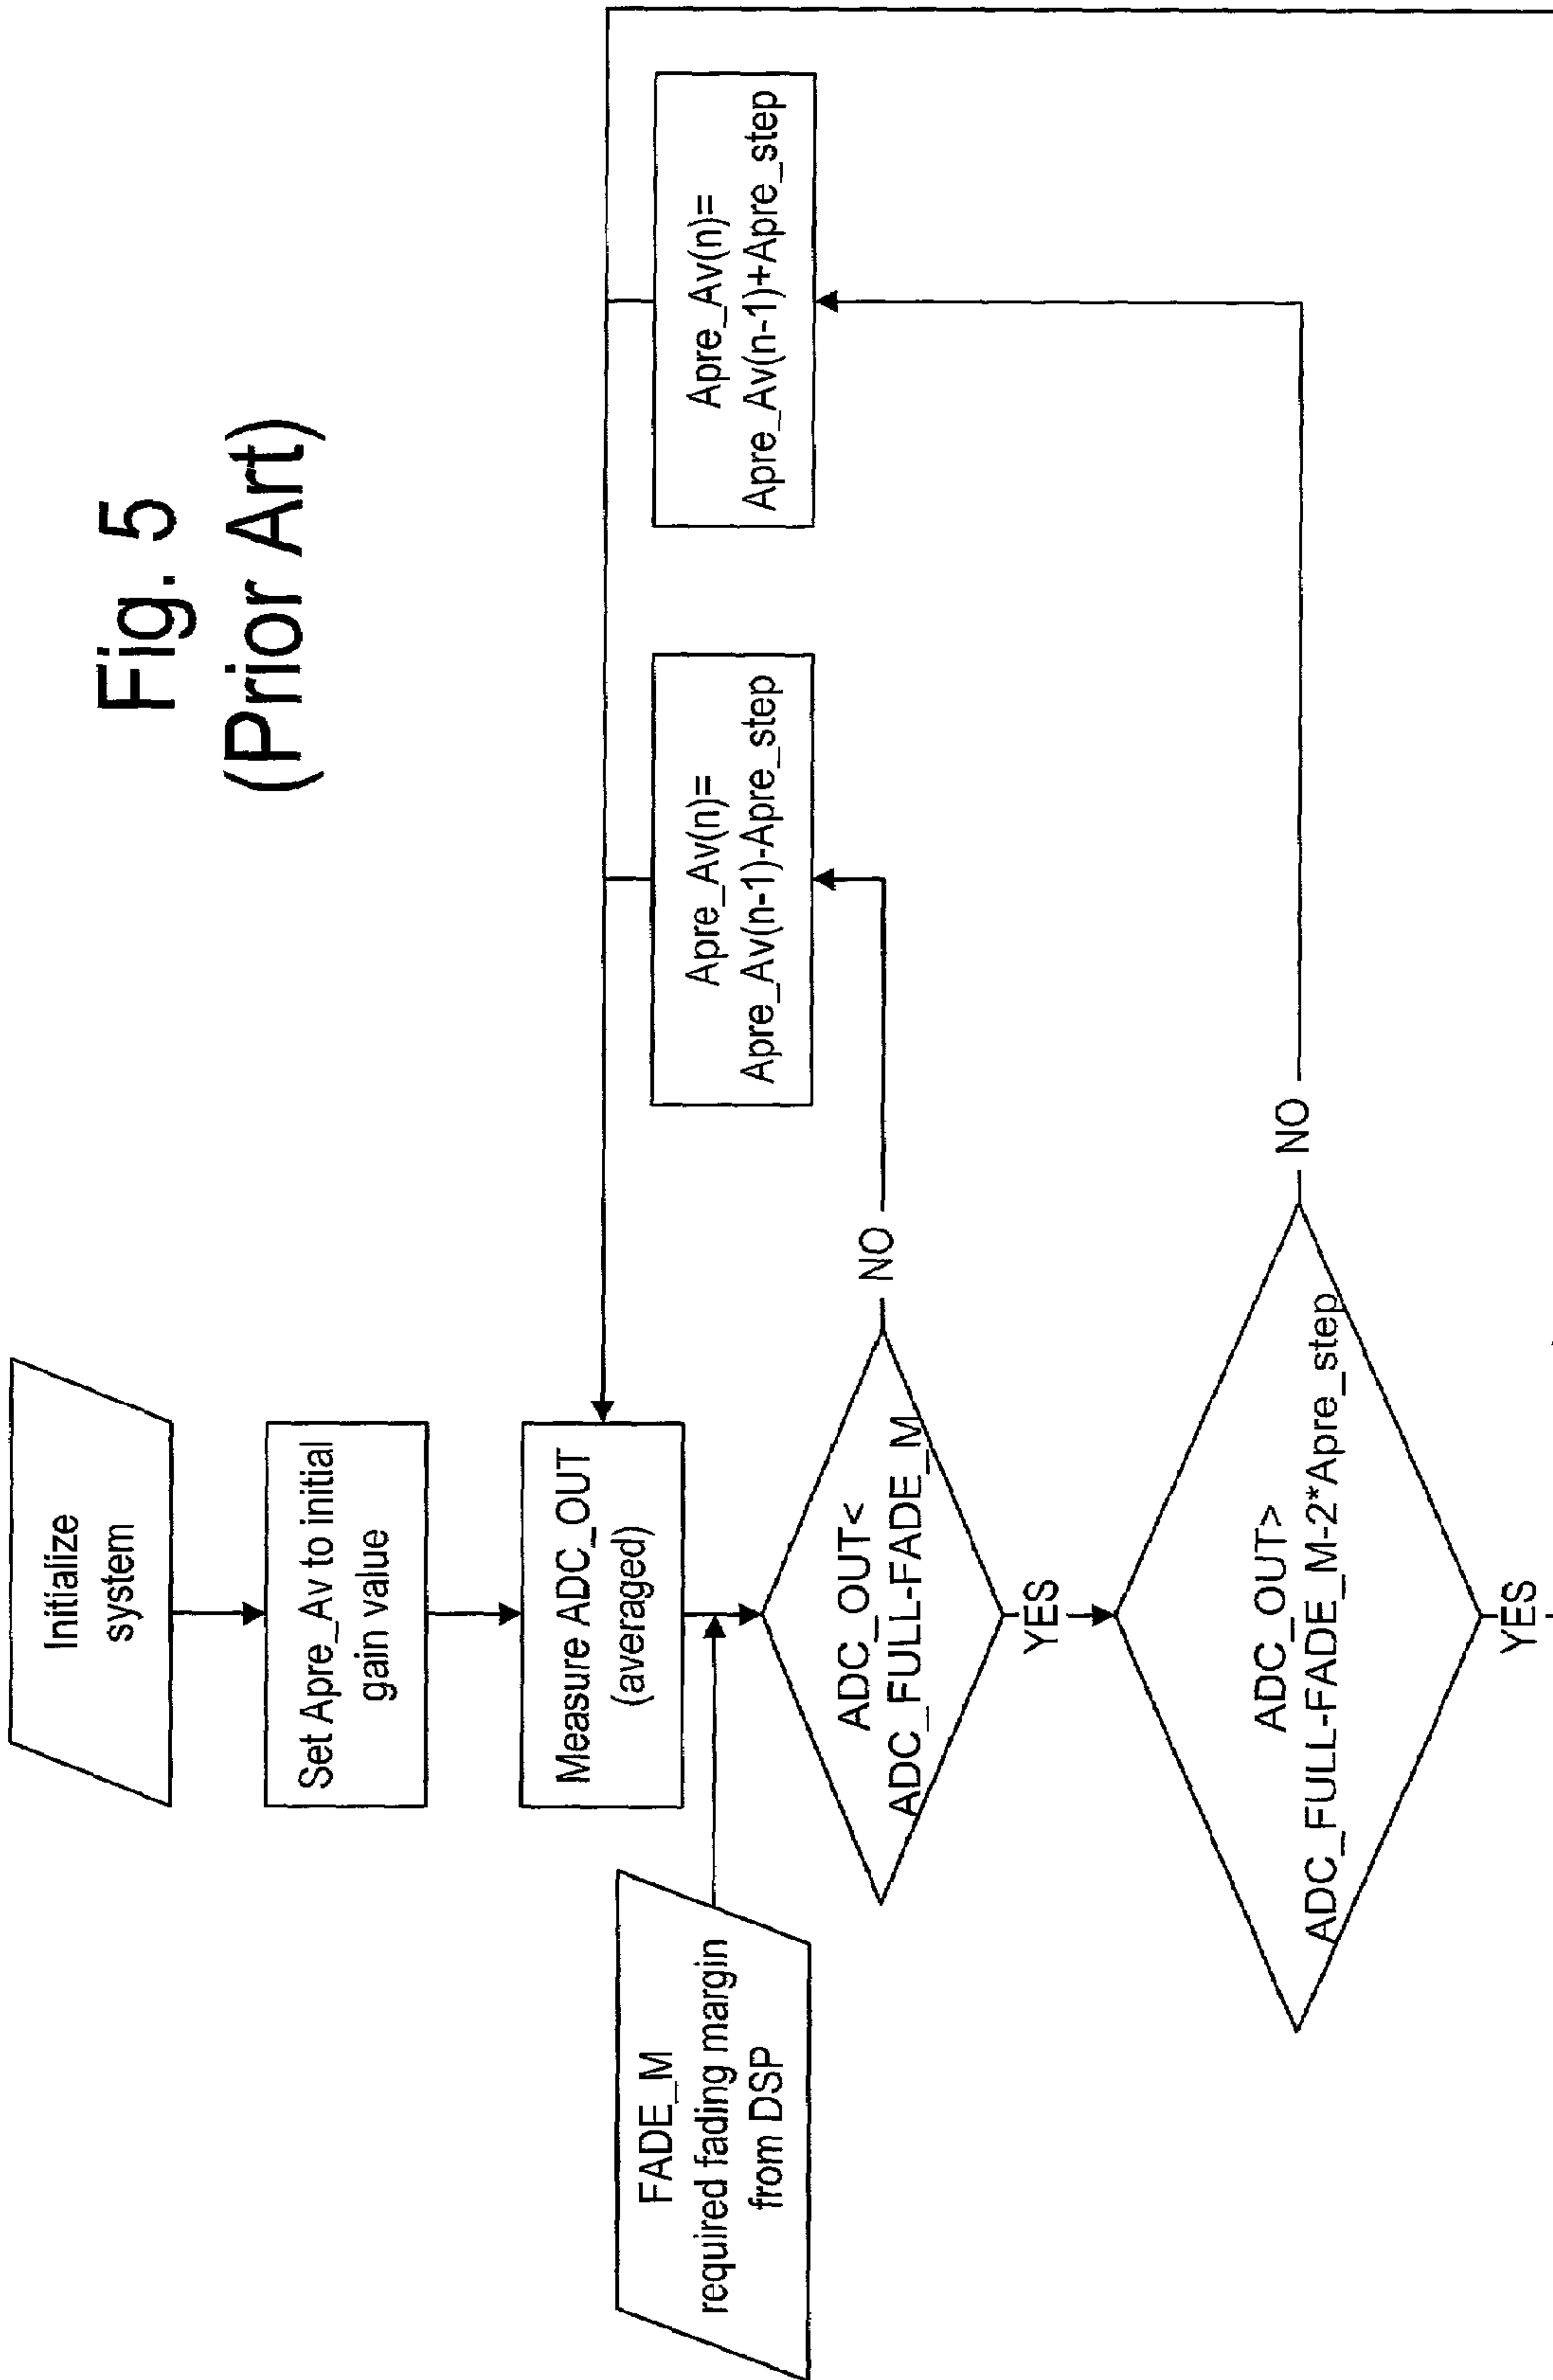 Fig. 5
(Prior Art)
Initialize
system
Set Apre_Av to initial
gain value
Measure ADC_OUT
(averaged)
FADE_M
required fading margin
from DSP
ADC_OUT<
ADC_FULL-FADE_M
NO
YES
Apre_Av(n)=
Apre_Av(n-1)-Apre_step
ADC_OUT>
ADC_FULL-FADE_M-2*Apre_step
NO
YES
Apre_Av(n)=
Apre_Av(n-1)+Apre_step